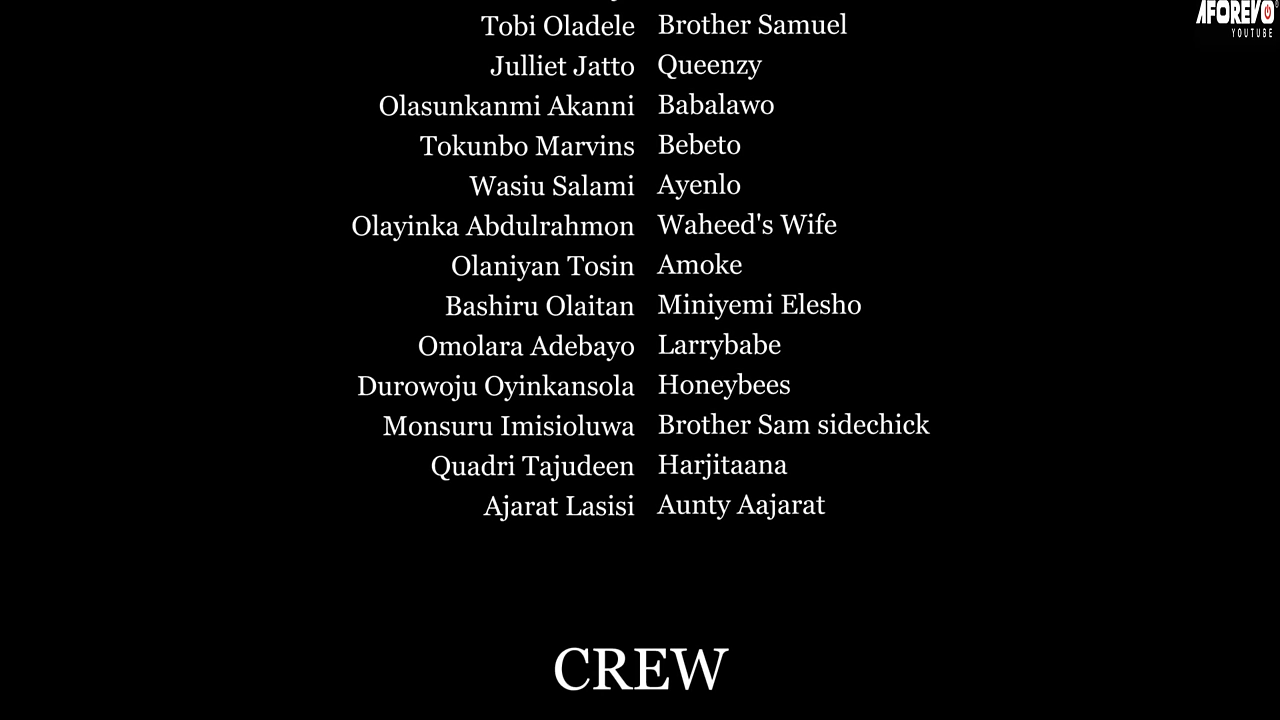 AFOREVO
YOUTUBE
Tobi Oladele Brother Samuel
Julliet Jatto Queenzy
Olasunkanmi Akanni Babalawo
Tokunbo Marvins Bebeto
Wasiu Salami Ayenlo
Olayinka Abdulrahmon Waheed's Wife
Olaniyan Tosin Amoke
Bashiru Olaitan Miniyemi Elesho
Omolara Adebayo Larrybabe
Durowoju Oyinkansola Honeybees
Monsuru Imisioluwa Brother Sam sidechick
Quadri Tajudeen Harjitaana
Ajarat Lasisi Aunty Aajarat
CREW